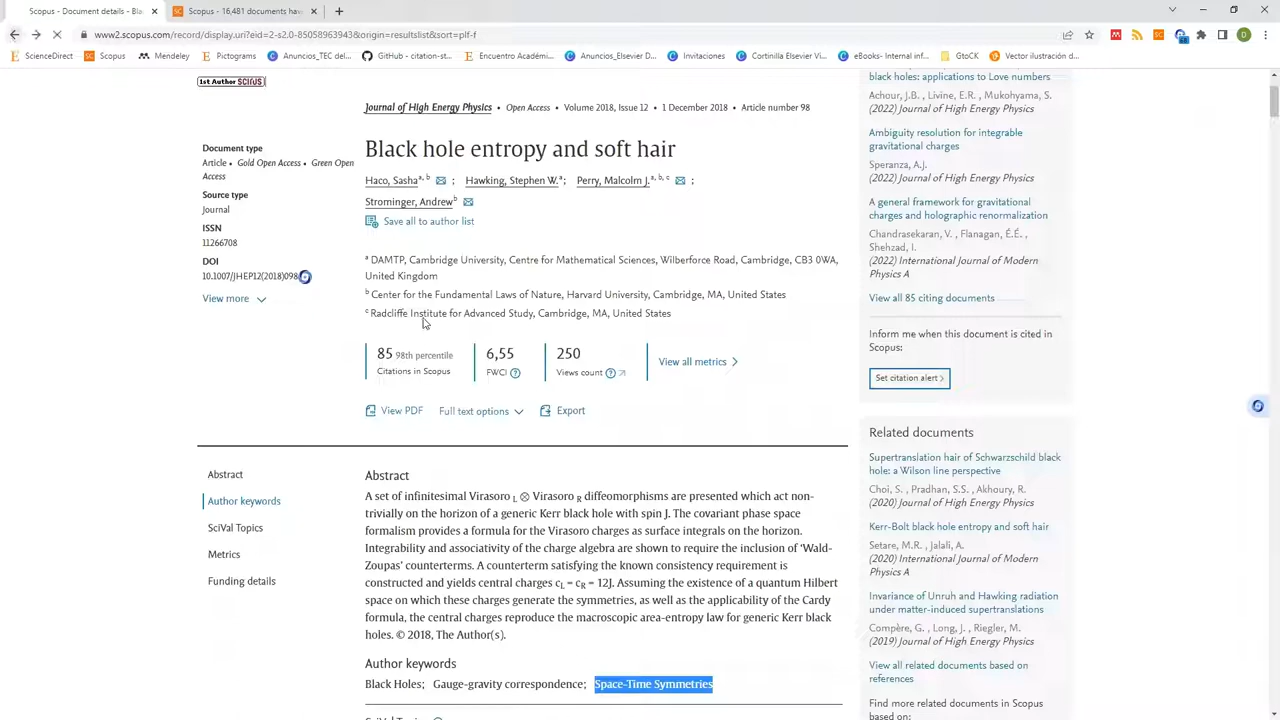 Scopus - Document details - Bla
Scopus - 16,481 documents hav
www2.scopus.com/record/display.uri?eid=2-s2.0-85058963943&origin=resultslist&sort=plf-f
D
ScienceDirect
Scopus
Mendeley
Pictograms
Anuncios_TEC del...
GitHub - citation-st...
Encuentro Académi...
Anuncios_Elsevier D...
Invitaciones
Cortinilla Elsevier Vi...
eBooks- Internal inf...
GtoCK
Vector ilustración d...
1st Author SCIRUS
Document type
Article • Gold Open Access • Green Open
Access
Source type
Journal
ISSN
11266708
DOI
10.1007/JHEP12(2018)098
View more
Journal of High Energy Physics • Open Access • Volume 2018, Issue 12 • 1 December 2018 • Article number 98
Black hole entropy and soft hair
Haco, Sasha a, b ; Hawking, Stephen W. a; Perry, Malcolm J. a, b, c ;
Strominger, Andrew b
Save all to author list
a DAMTP, Cambridge University, Centre for Mathematical Sciences, Wilberforce Road, Cambridge, CB3 0WA,
United Kingdom
b Center for the Fundamental Laws of Nature, Harvard University, Cambridge, MA, United States
c Radcliffe Institute for Advanced Study, Cambridge, MA, United States
85 98th percentile
Citations in Scopus
6,55
FWCI
250
Views count
View all metrics
View PDF
Full text options
Export
Abstract
Author keywords
SciVal Topics
Metrics
Funding details
Abstract
A set of infinitesimal Virasoro L ⊗ Virasoro R diffeomorphisms are presented which act non-
trivially on the horizon of a generic Kerr black hole with spin J. The covariant phase space
formalism provides a formula for the Virasoro charges as surface integrals on the horizon.
Integrability and associativity of the charge algebra are shown to require the inclusion of ‘Wald-
Zoupas’ counterterms. A counterterm satisfying the known consistency requirement is
constructed and yields central charges cL = cR = 12J. Assuming the existence of a quantum Hilbert
space on which these charges generate the symmetries, as well as the applicability of the Cardy
formula, the central charges reproduce the macroscopic area-entropy law for generic Kerr black
holes. © 2018, The Author(s).
Author keywords
Black Holes; Gauge-gravity correspondence; Space-Time Symmetries
black holes: applications to Love numbers
Achour, J.B. , Livine, E.R. , Mukohyama, S.
(2022) Journal of High Energy Physics
Ambiguity resolution for integrable
gravitational charges
Speranza, A.J.
(2022) Journal of High Energy Physics
A general framework for gravitational
charges and holographic renormalization
Chandrasekaran, V. , Flanagan, É.É. ,
Shehzad, I.
(2022) International Journal of Modern
Physics A
View all 85 citing documents
Inform me when this document is cited in
Scopus:
Set citation alert
Related documents
Supertranslation hair of Schwarzschild black
hole: a Wilson line perspective
Choi, S. , Pradhan, S.S. , Akhoury, R.
(2020) Journal of High Energy Physics
Kerr-Bolt black hole entropy and soft hair
Setare, M.R. , Jalali, A.
(2020) International Journal of Modern
Physics A
Invariance of Unruh and Hawking radiation
under matter-induced supertranslations
Compère, G. , Long, J. , Riegler, M.
(2019) Journal of High Energy Physics
View all related documents based on
references
Find more related documents in Scopus
based on: